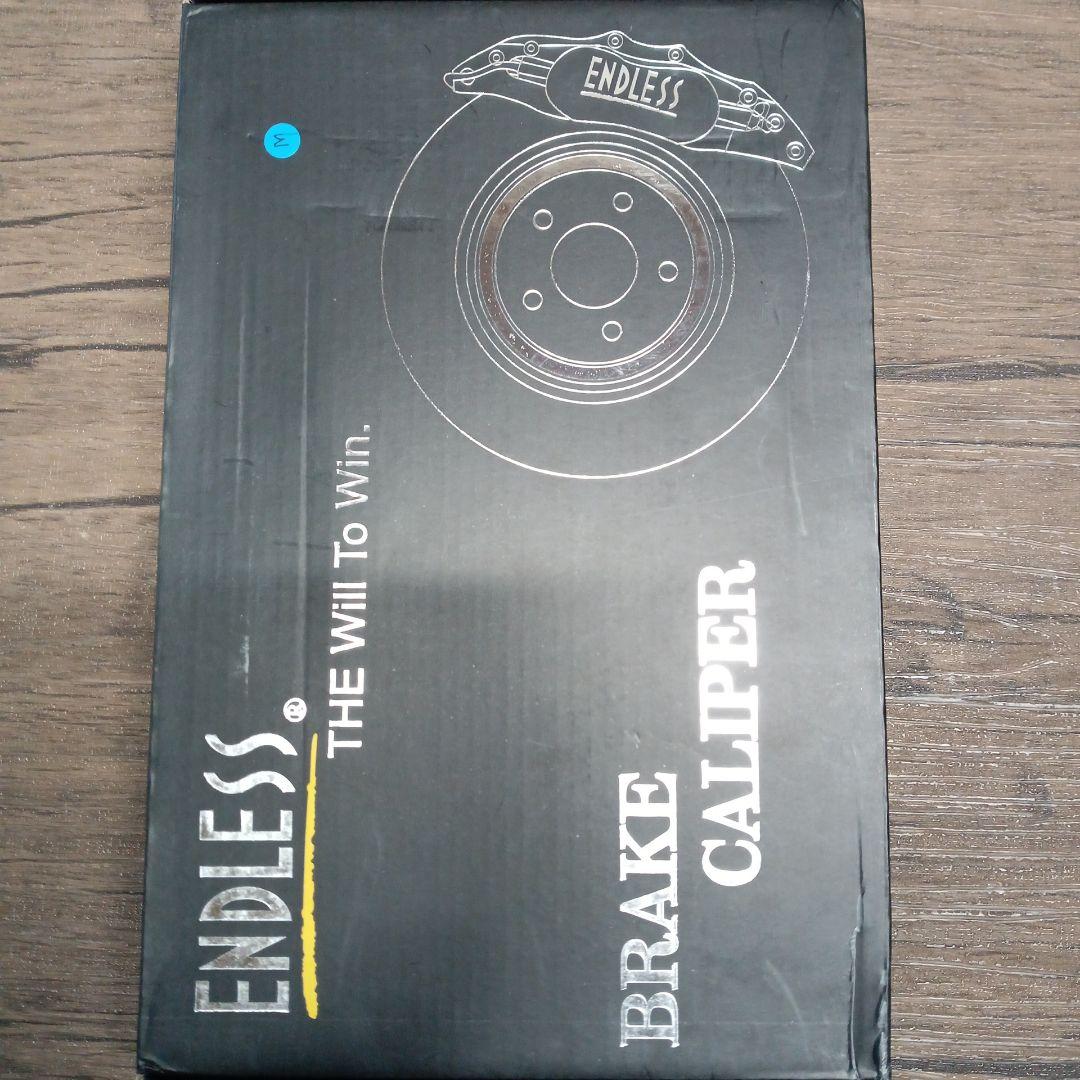 ENDLESS®
THE Will To Win.
ENDLESS
BRAKE
CALIPER